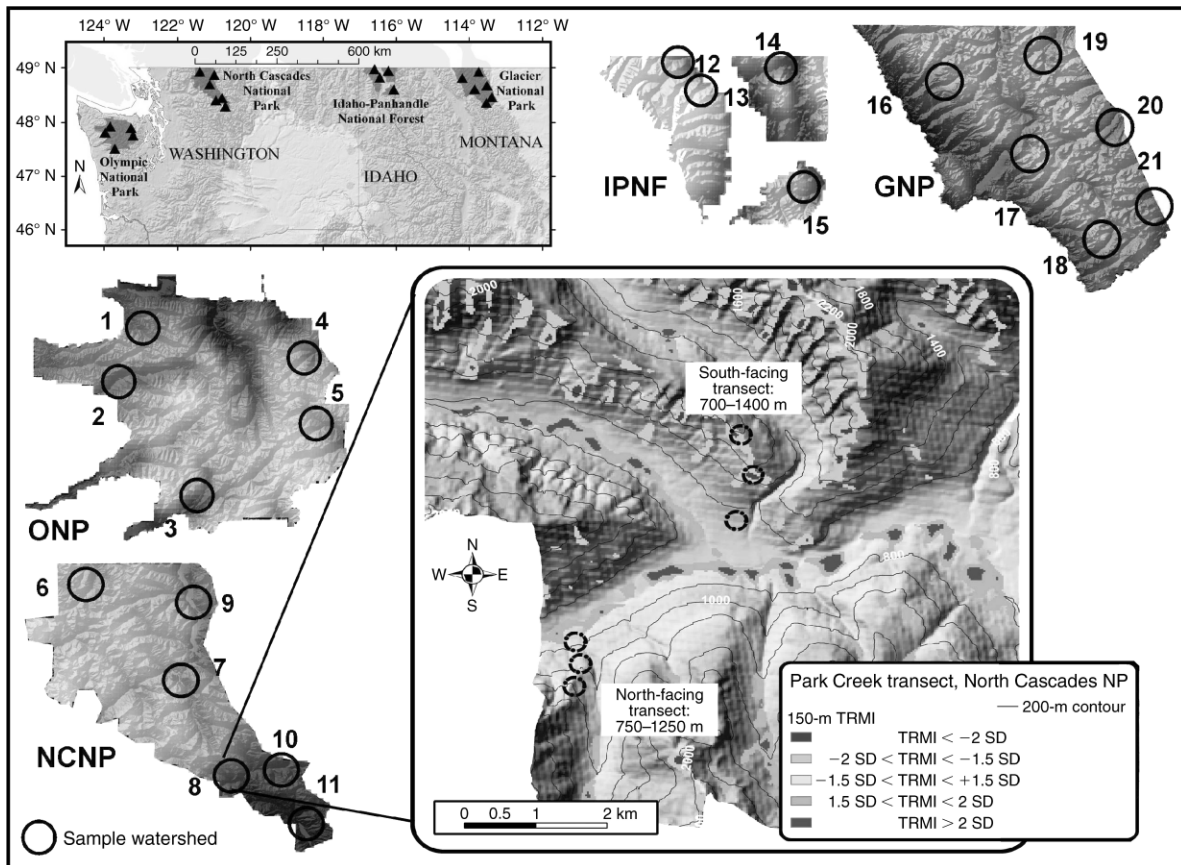 124° W 122° W 120° W 118° W 116° W 114° W 112° W
0 125 250 600 km
49° N
48° N
47° N
46° N
North Cascades
National
Park
Idaho-Panhandle
National Forest
Glacier
National
Park
MONTANA
WASHINGTON
IDAHO
Olympic
National
Park
N
12
13
14
15
IPNF
16
17
18
19
20
21
GNP
1
2
3
4
5
ONP
6
7
8
9
10
11
NCNP
Sample watershed
2000
1600
1600
2200
2000
1400
South-facing
transect:
700–1400 m
800
N
W E
S
800
1000
North-facing
transect:
750–1250 m
2000
0 0.5 1 2 km
Park Creek transect, North Cascades NP
200-m contour
150-m TRMI
TRMI < −2 SD
−2 SD < TRMI < −1.5 SD
−1.5 SD < TRMI < +1.5 SD
1.5 SD < TRMI < 2 SD
TRMI > 2 SD